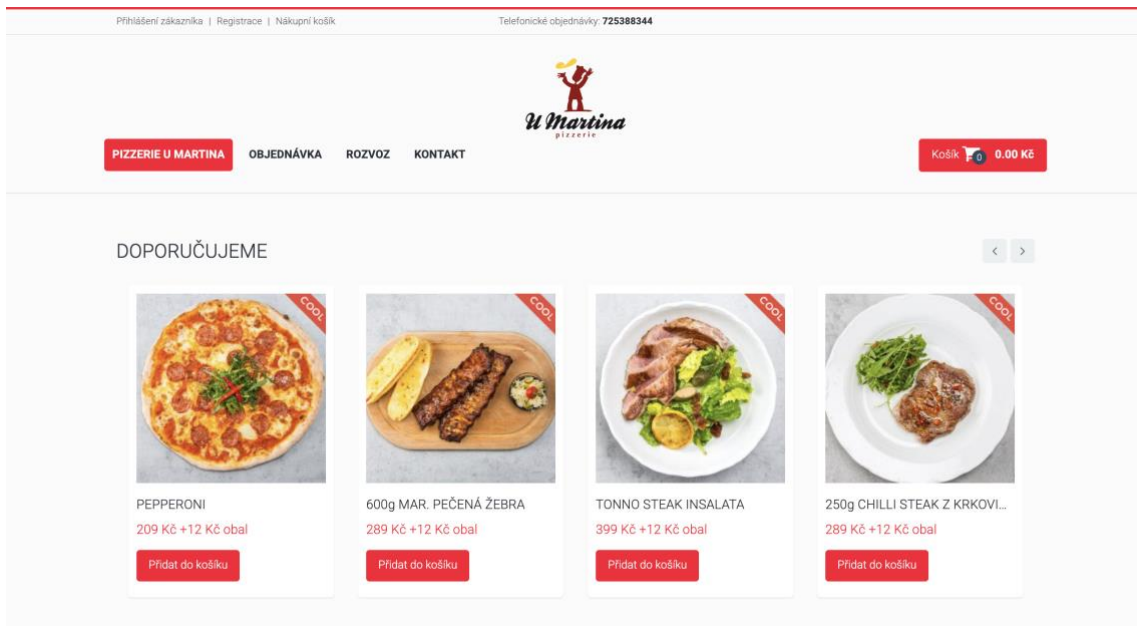 Přihlášení zákazníka | Registrace | Nákupní košík
Telefonické objednávky: 725388344
U Martina
pizzerie
PIZZERIE U MARTINA
OBJEDNÁVKA
ROZVOZ
KONTAKT
Košík 0 0.00 Kč
DOPORUČUJEME
< >
COOL
COOL
COOL
COOL
PEPPERONI
209 Kč +12 Kč obal
Přidat do košíku
600g MAR. PEČENÁ ŽEBRA
289 Kč +12 Kč obal
Přidat do košíku
TONNO STEAK INSALATA
399 Kč +12 Kč obal
Přidat do košíku
250g CHILLI STEAK Z KRKOVI...
289 Kč +12 Kč obal
Přidat do košíku